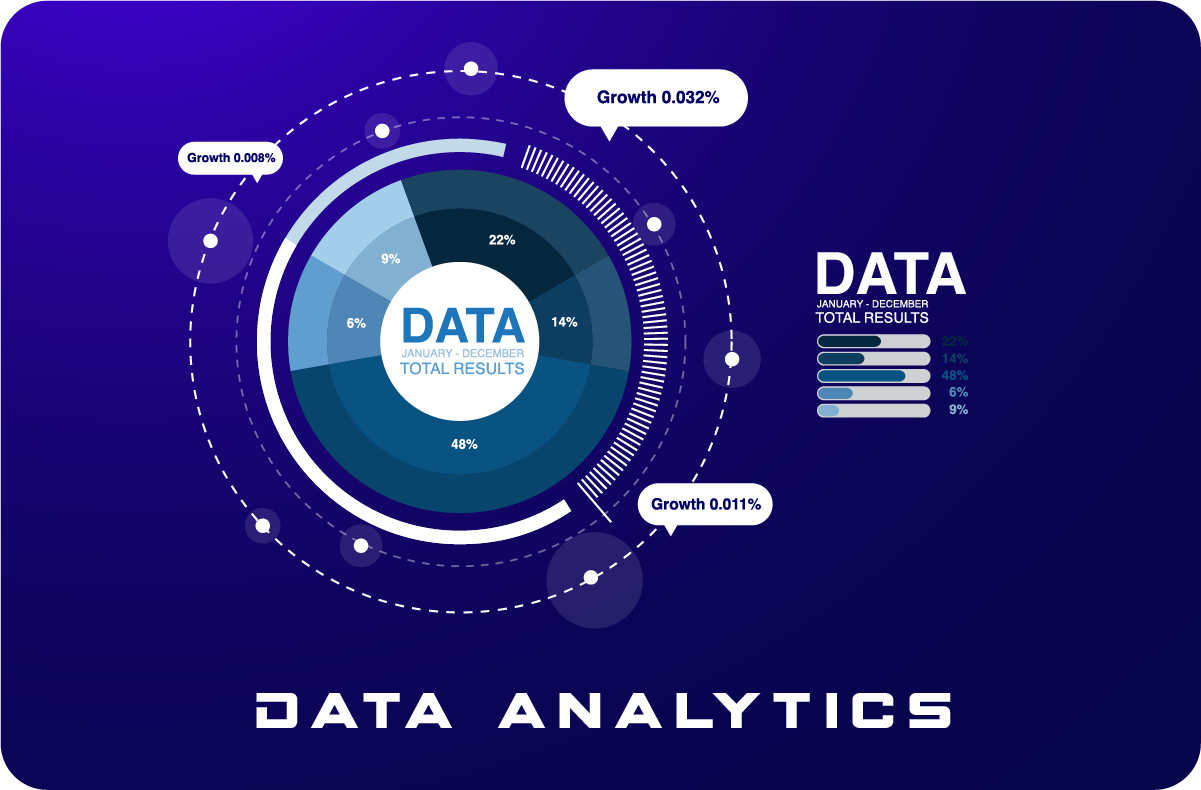 Growth 0.032%
Growth 0.008%
22%
9%
6%
14%
DATA
JANUARY - DECEMBER
TOTAL RESULTS
48%
Growth 0.011%
DATA
JANUARY - DECEMBER
TOTAL RESULTS
22%
14%
48%
6%
9%
DATA ANALYTICS